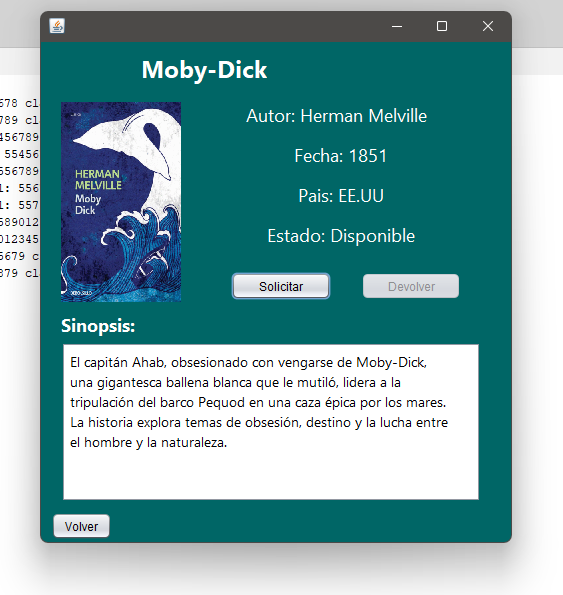 Moby-Dick
678 cl
789 cl
456789
55456
556789
1: 556
1: 557
589012
012345
5679 c
879 cl
HERMAN
MELVILLE
Moby
Dick
Autor: Herman Melville
Fecha: 1851
Pais: EE.UU
Estado: Disponible
Solicitar
Devolver
Sinopsis:
El capitán Ahab, obsesionado con vengarse de Moby-Dick,
una gigantesca ballena blanca que le mutiló, lidera a la
tripulación del barco Pequod en una caza épica por los mares.
La historia explora temas de obsesión, destino y la lucha entre
el hombre y la naturaleza.
Volver